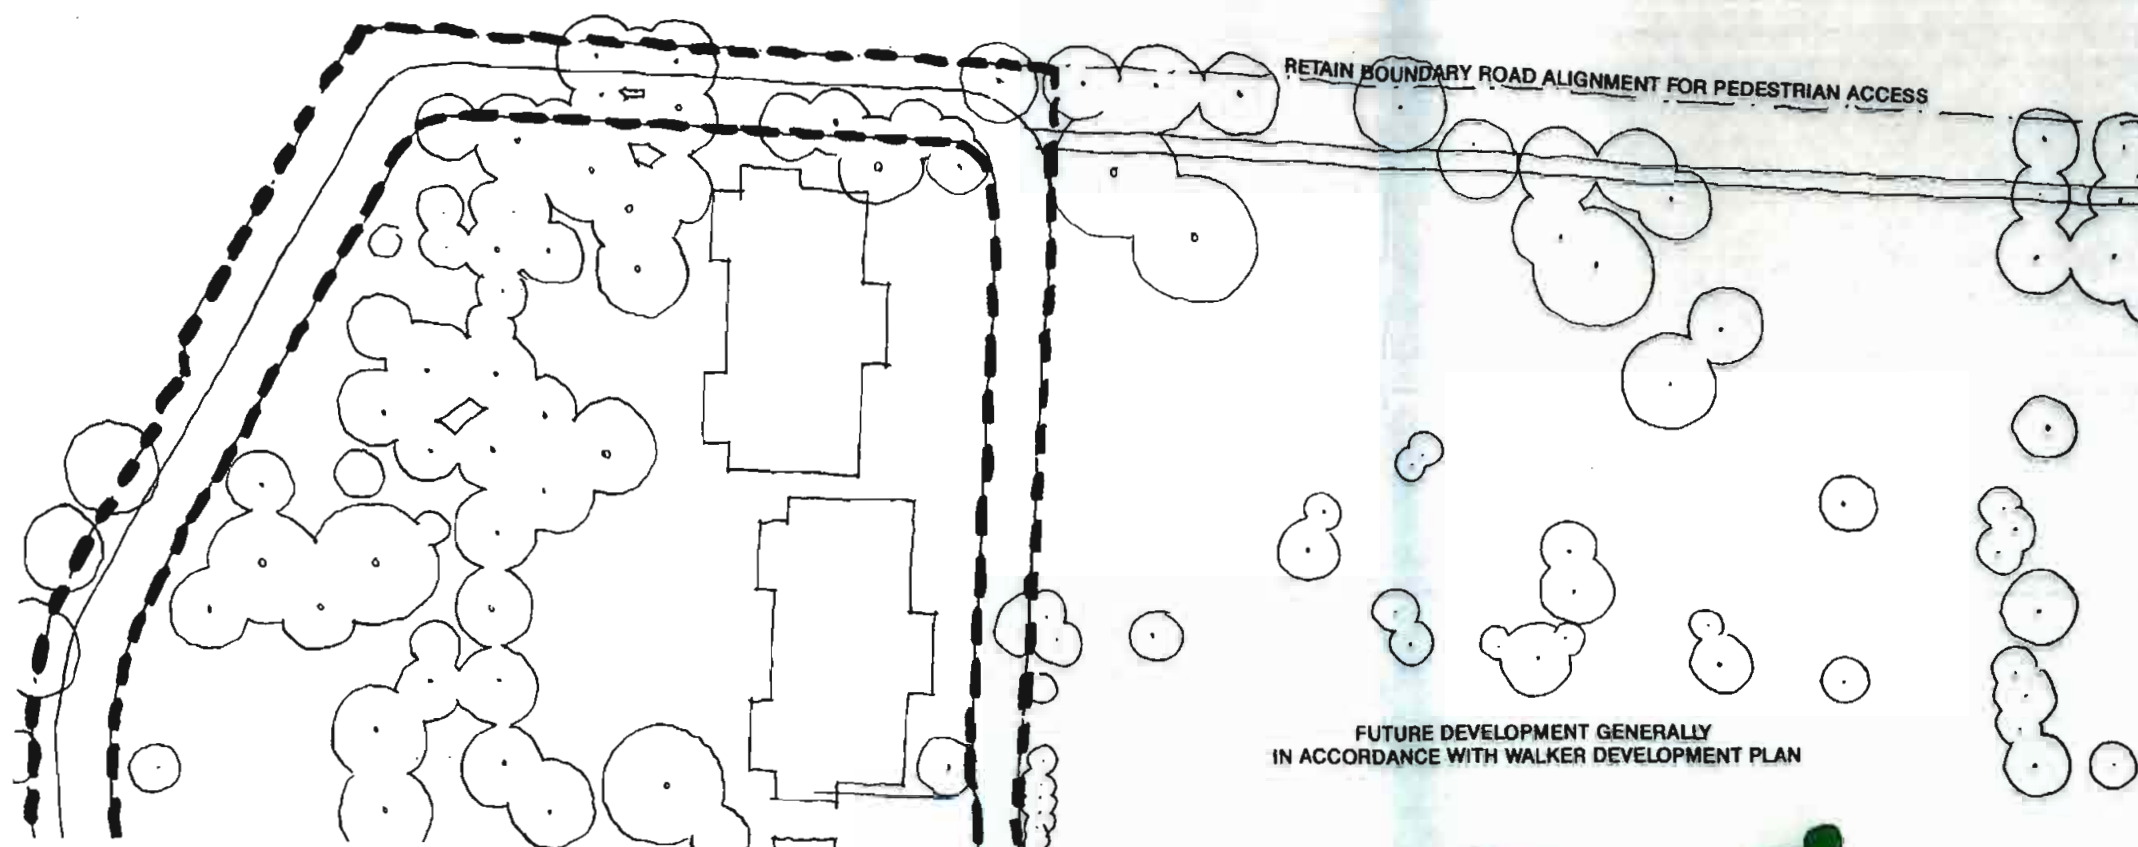 RETAIN BOUNDARY ROAD ALIGNMENT FOR PEDESTRIAN ACCESS
FUTURE DEVELOPMENT GENERALLY
IN ACCORDANCE WITH WALKER DEVELOPMENT PLAN